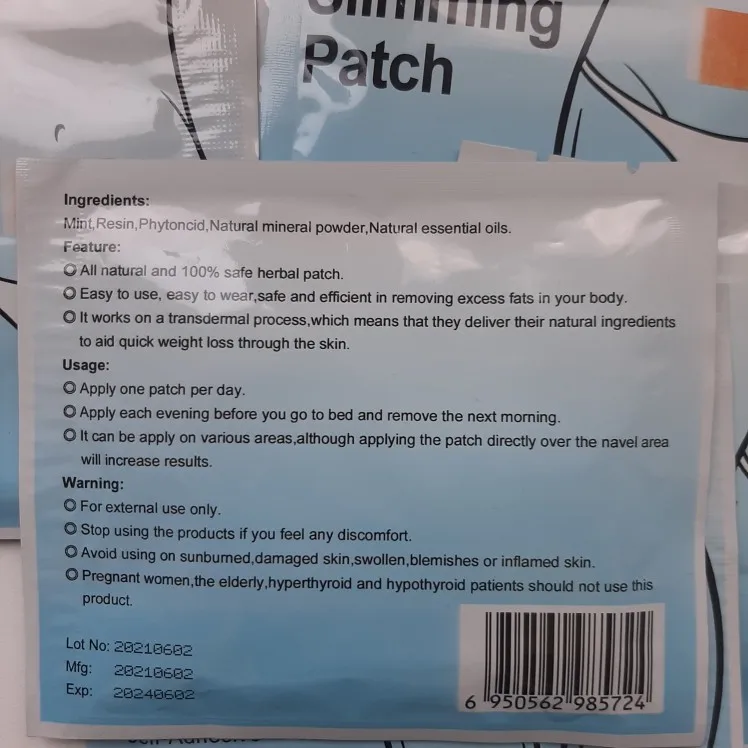 Slimming
Patch
Ingredients:
Mint,Resin,Phytoncid,Natural mineral powder,Natural essential oils.
Feature:
All natural and 100% safe herbal patch.
Easy to use, easy to wear,safe and efficient in removing excess fats in your body.
It works on a transdermal process,which means that they deliver their natural ingredients
to aid quick weight loss through the skin.
Usage:
Apply one patch per day.
Apply each evening before you go to bed and remove the next morning.
It can be apply on various areas,although applying the patch directly over the navel area
will increase results.
Warning:
For external use only.
Stop using the products if you feel any discomfort.
Avoid using on sunburned,damaged skin,swollen,blemishes or inflamed skin.
Pregnant women,the elderly,hyperthyroid and hypothyroid patients should not use this
product.
Lot No: 20210602
Mfg: 20210602
Exp: 20240602
6 950562 985724